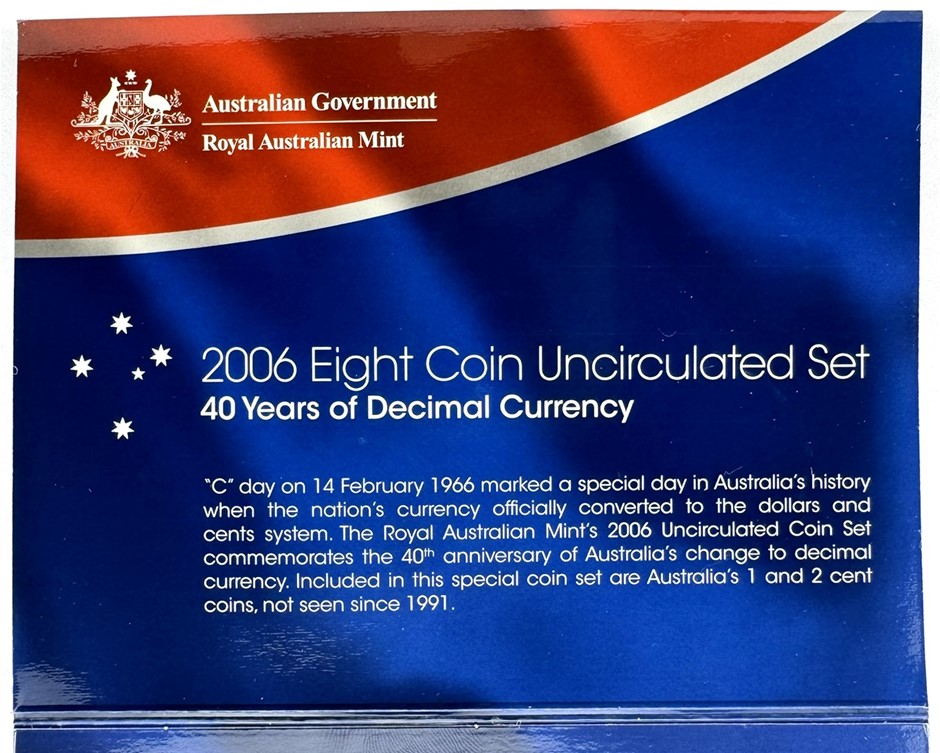 AUSTRALIA
Australian Government
Royal Australian Mint
2006 Eight Coin Uncirculated Set
40 Years of Decimal Currency
"C" day on 14 February 1966 marked a special day in Australia's history
when the nation's currency officially converted to the dollars and
cents system. The Royal Australian Mint's 2006 Uncirculated Coin Set
commemorates the 40th anniversary of Australia's change to decimal
currency. Included in this special coin set are Australia's 1 and 2 cent
coins, not seen since 1991.